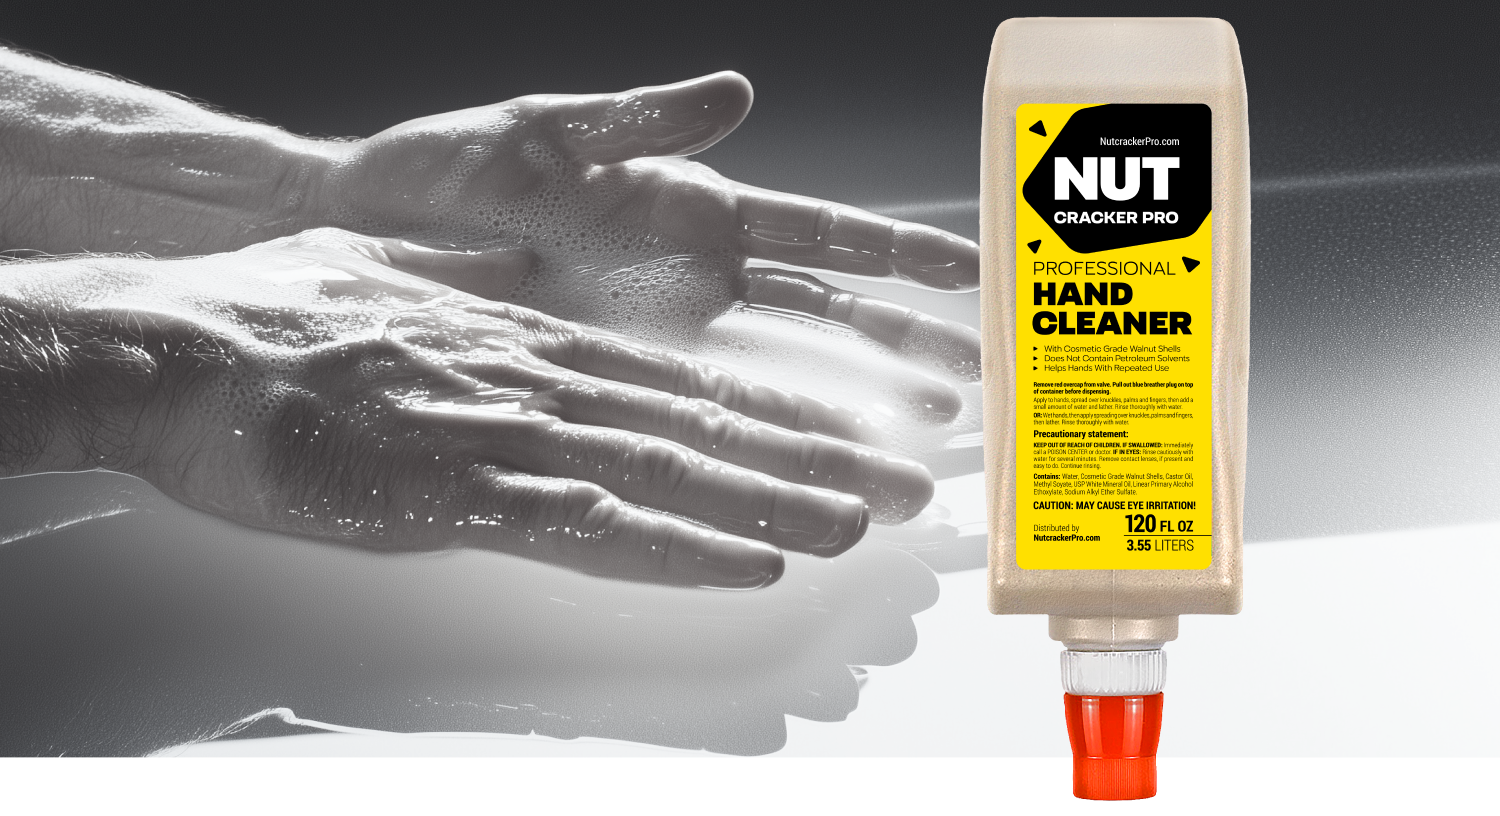 NutcrackerPro.com
NUT
CRACKER PRO
PROFESSIONAL
HAND
CLEANER
With Cosmetic Grade Walnut Shells
Does Not Contain Petroleum Solvents
Helps Hands With Repeated Use
Remove red overcap from valve. Pull out blue breather plug on top
of container before dispensing.
Apply to hands, spread over knuckles, palms and fingers, then add a
small amount of water and lather. Rinse thoroughly with water.
OR: Wet hands, then apply spreading over knuckles, palms and fingers,
then lather. Rinse thoroughly with water.
Precautionary statement:
KEEP OUT OF REACH OF CHILDREN. IF SWALLOWED: Immediately
call a POISON CENTER or doctor. IF IN EYES: Rinse cautiously with
water for several minutes. Remove contact lenses, if present and
easy to do. Continue rinsing.
Contains: Water, Cosmetic Grade Walnut Shells, Castor Oil,
Methyl Soyate, USP White Mineral Oil, Linear Primary Alcohol
Ethoxylate, Sodium Alkyl Ether Sulfate.
CAUTION: MAY CAUSE EYE IRRITATION!
Distributed by
NutcrackerPro.com
120 FL OZ
3.55 LITERS